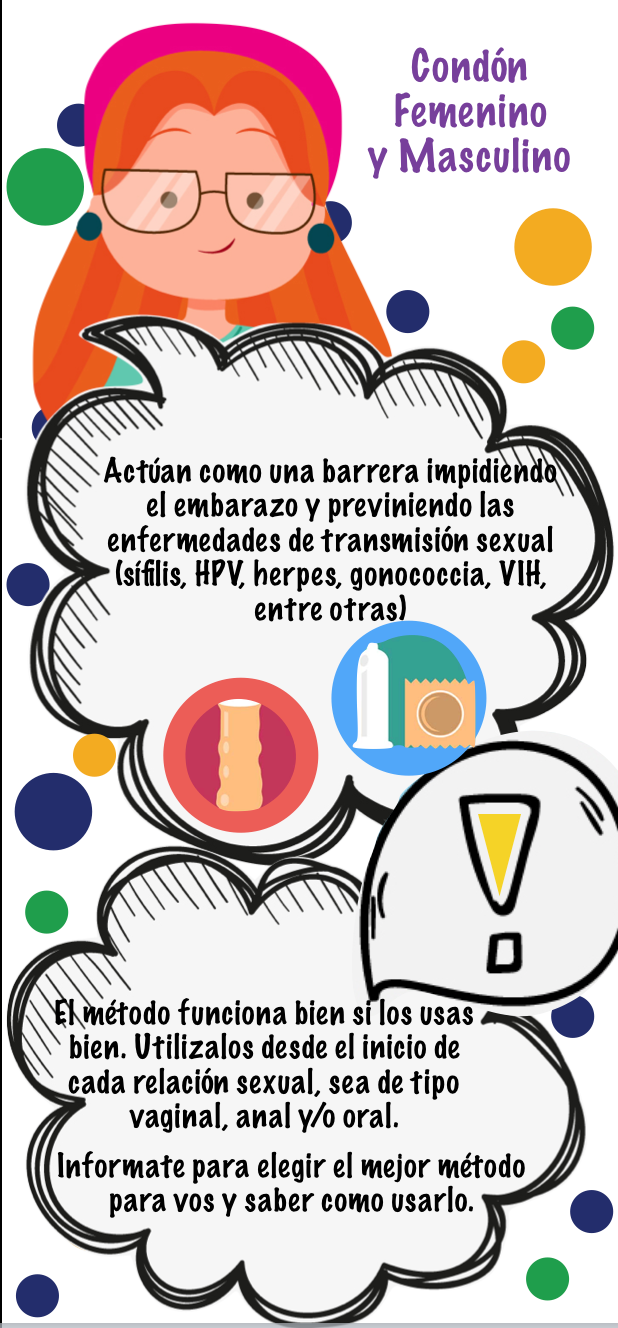 Condón
Femenino
y Masculino
Actúan como una barrera impidiendo
el embarazo y previniendo las
enfermedades de transmisión sexual
(sífilis, HPV, herpes, gonococcia, VIH,
entre otras)
El método funciona bien si los usas
bien. Utilizalos desde el inicio de
cada relación sexual, sea de tipo
vaginal, anal y/o oral.
Informate para elegir el mejor método
para vos y saber como usarlo.